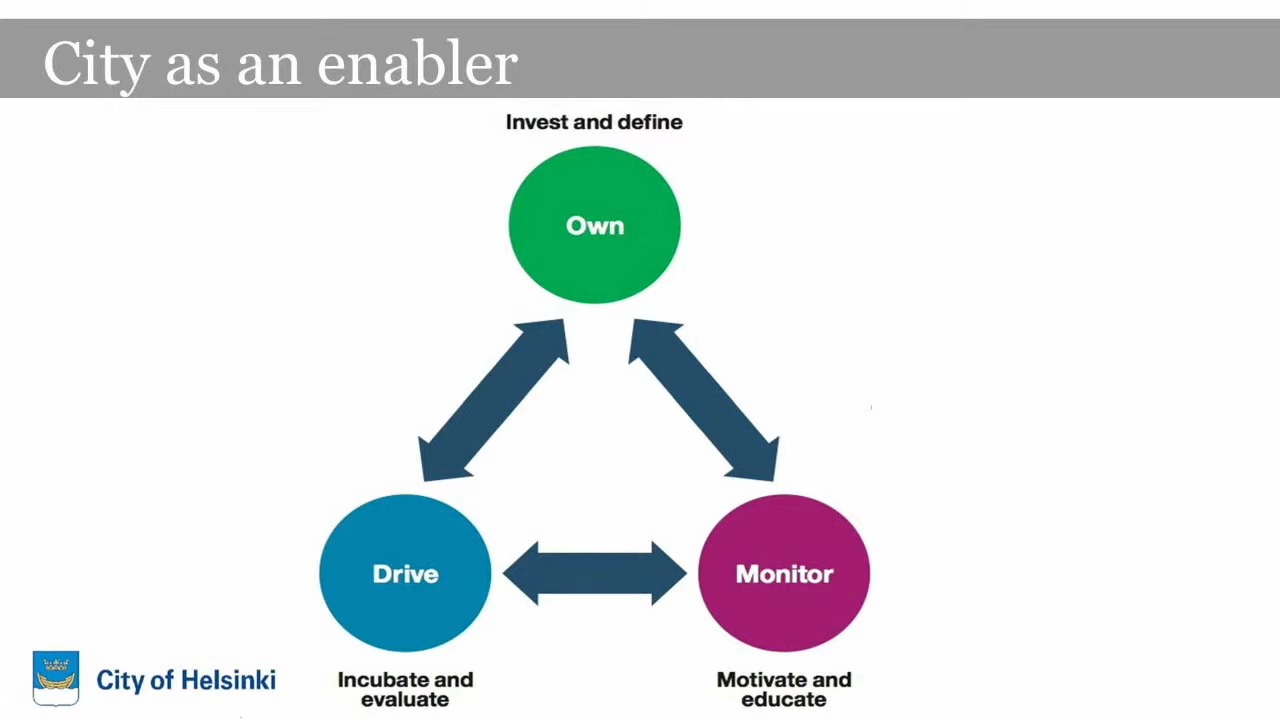 City as an enabler
Invest and define
Own
Drive
Monitor
Incubate and
evaluate
Motivate and
educate
City of Helsinki